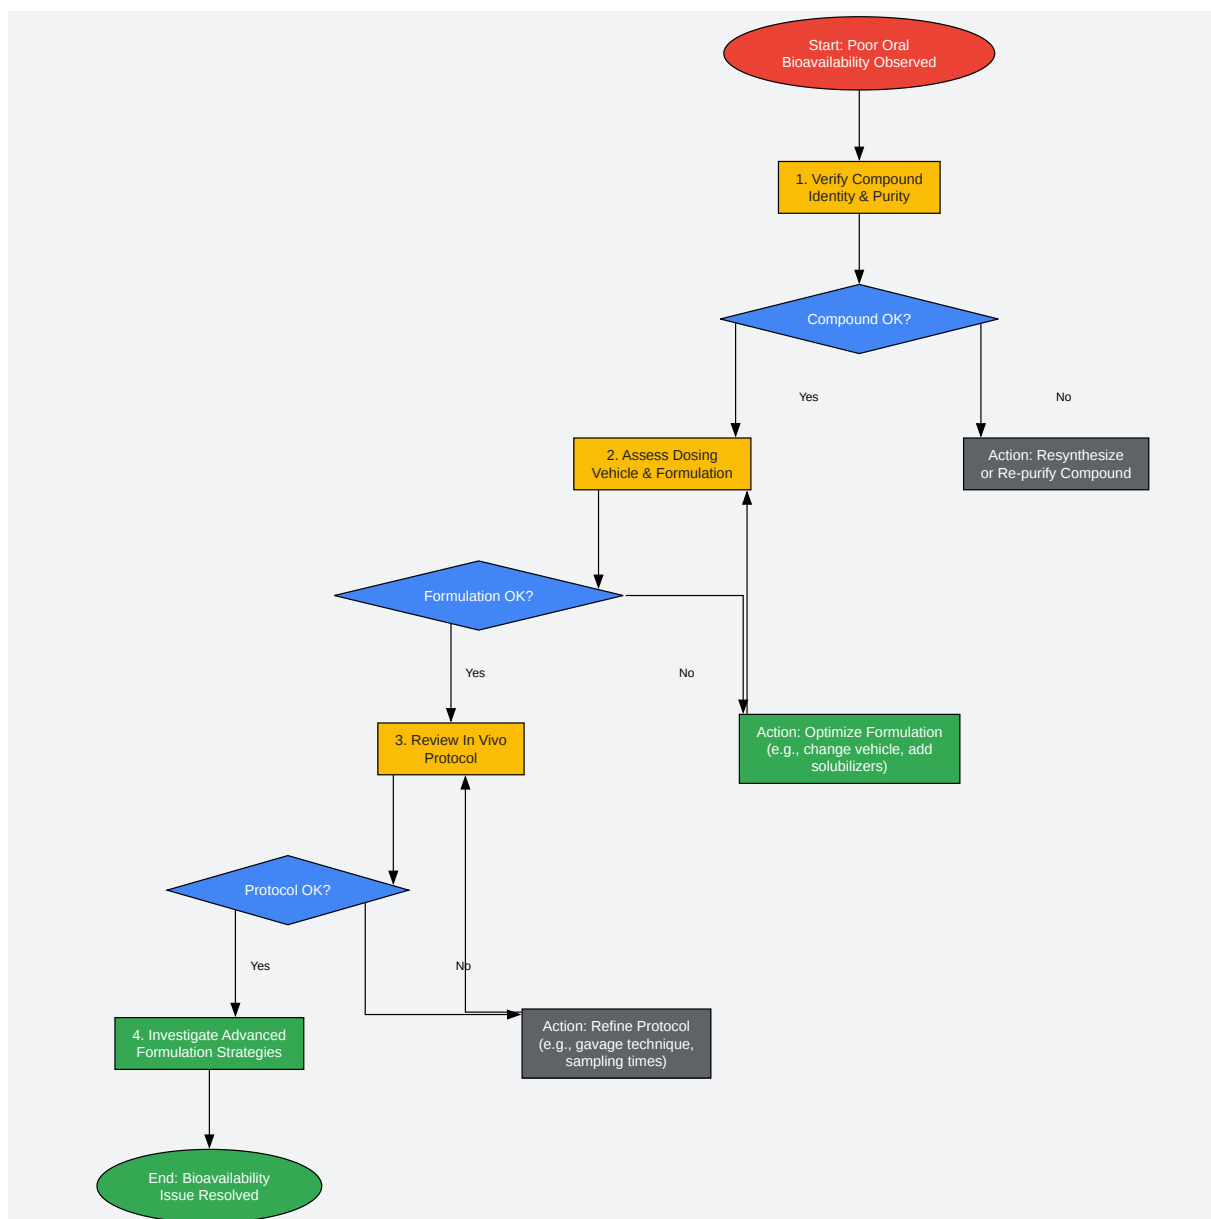 Start: Poor Oral
Bioavailability Observed
1. Verify Compound
Identity & Purity
Compound OK?
Yes
No
2. Assess Dosing
Vehicle & Formulation
Action: Resynthesize
or Re-purify Compound
Formulation OK?
Yes
No
3. Review In Vivo
Protocol
Action: Optimize Formulation
(e.g., change vehicle, add
solubilizers)
Protocol OK?
Yes
No
4. Investigate Advanced
Formulation Strategies
Action: Refine Protocol
(e.g., gavage technique,
sampling times)
End: Bioavailability
Issue Resolved